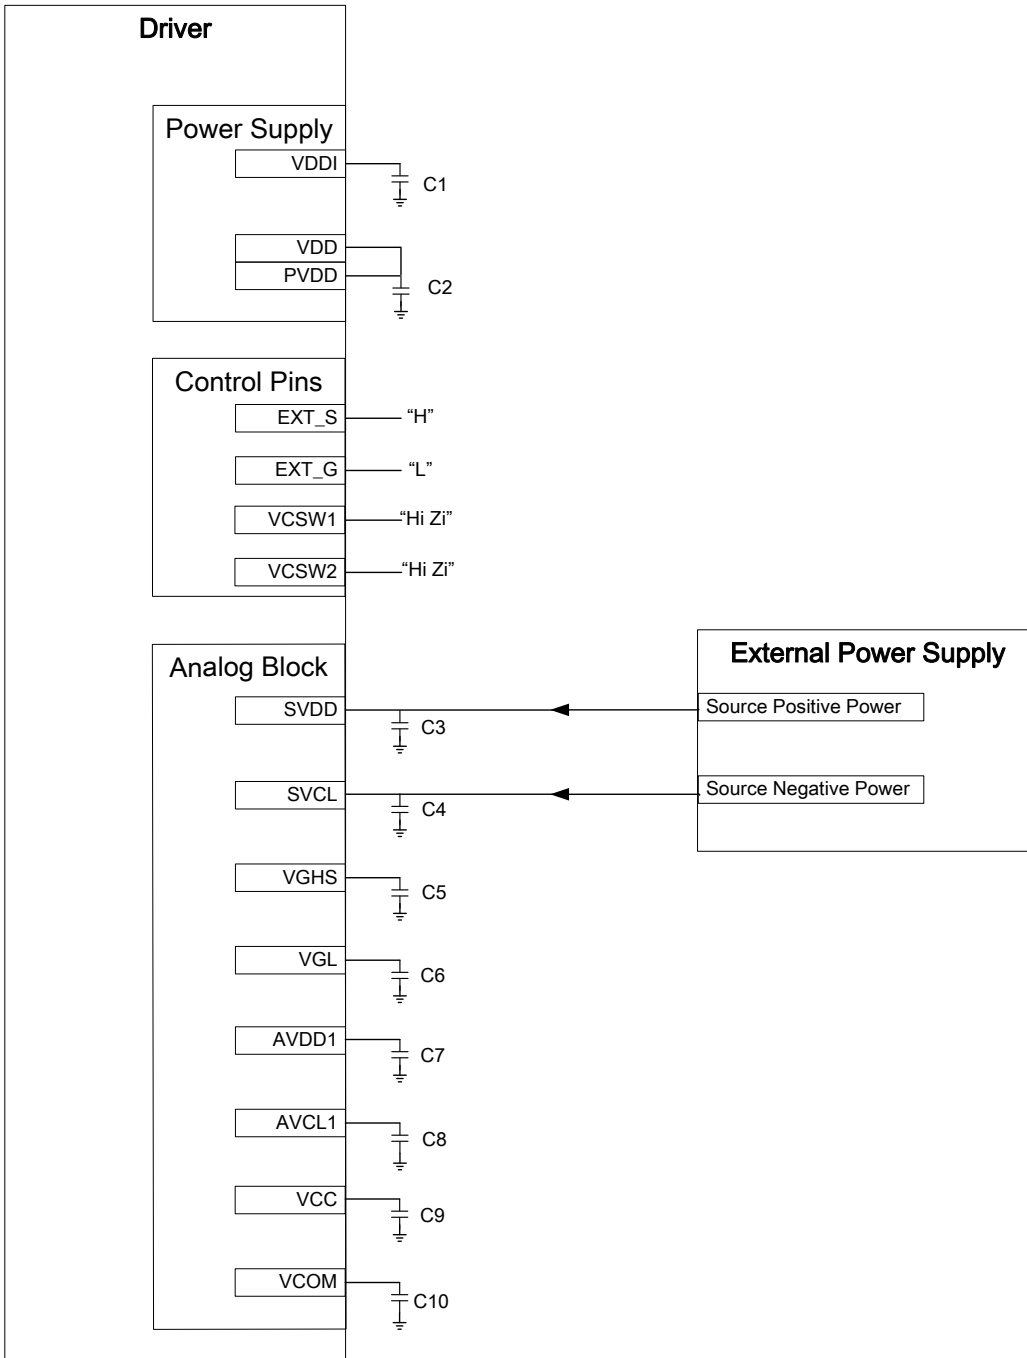 Driver
Power Supply
VDDI
C1
VDD
PVDD
C2
Control Pins
EXT_S
“H”
EXT_G
“L”
VCSW1
“Hi Zi”
VCSW2
“Hi Zi”
External Power Supply
Analog Block
SVDD
Source Positive Power
C3
SVCL
Source Negative Power
C4
VGHS
C5
VGL
C6
AVDD1
C7
AVCL1
C8
VCC
C9
VCOM
C10